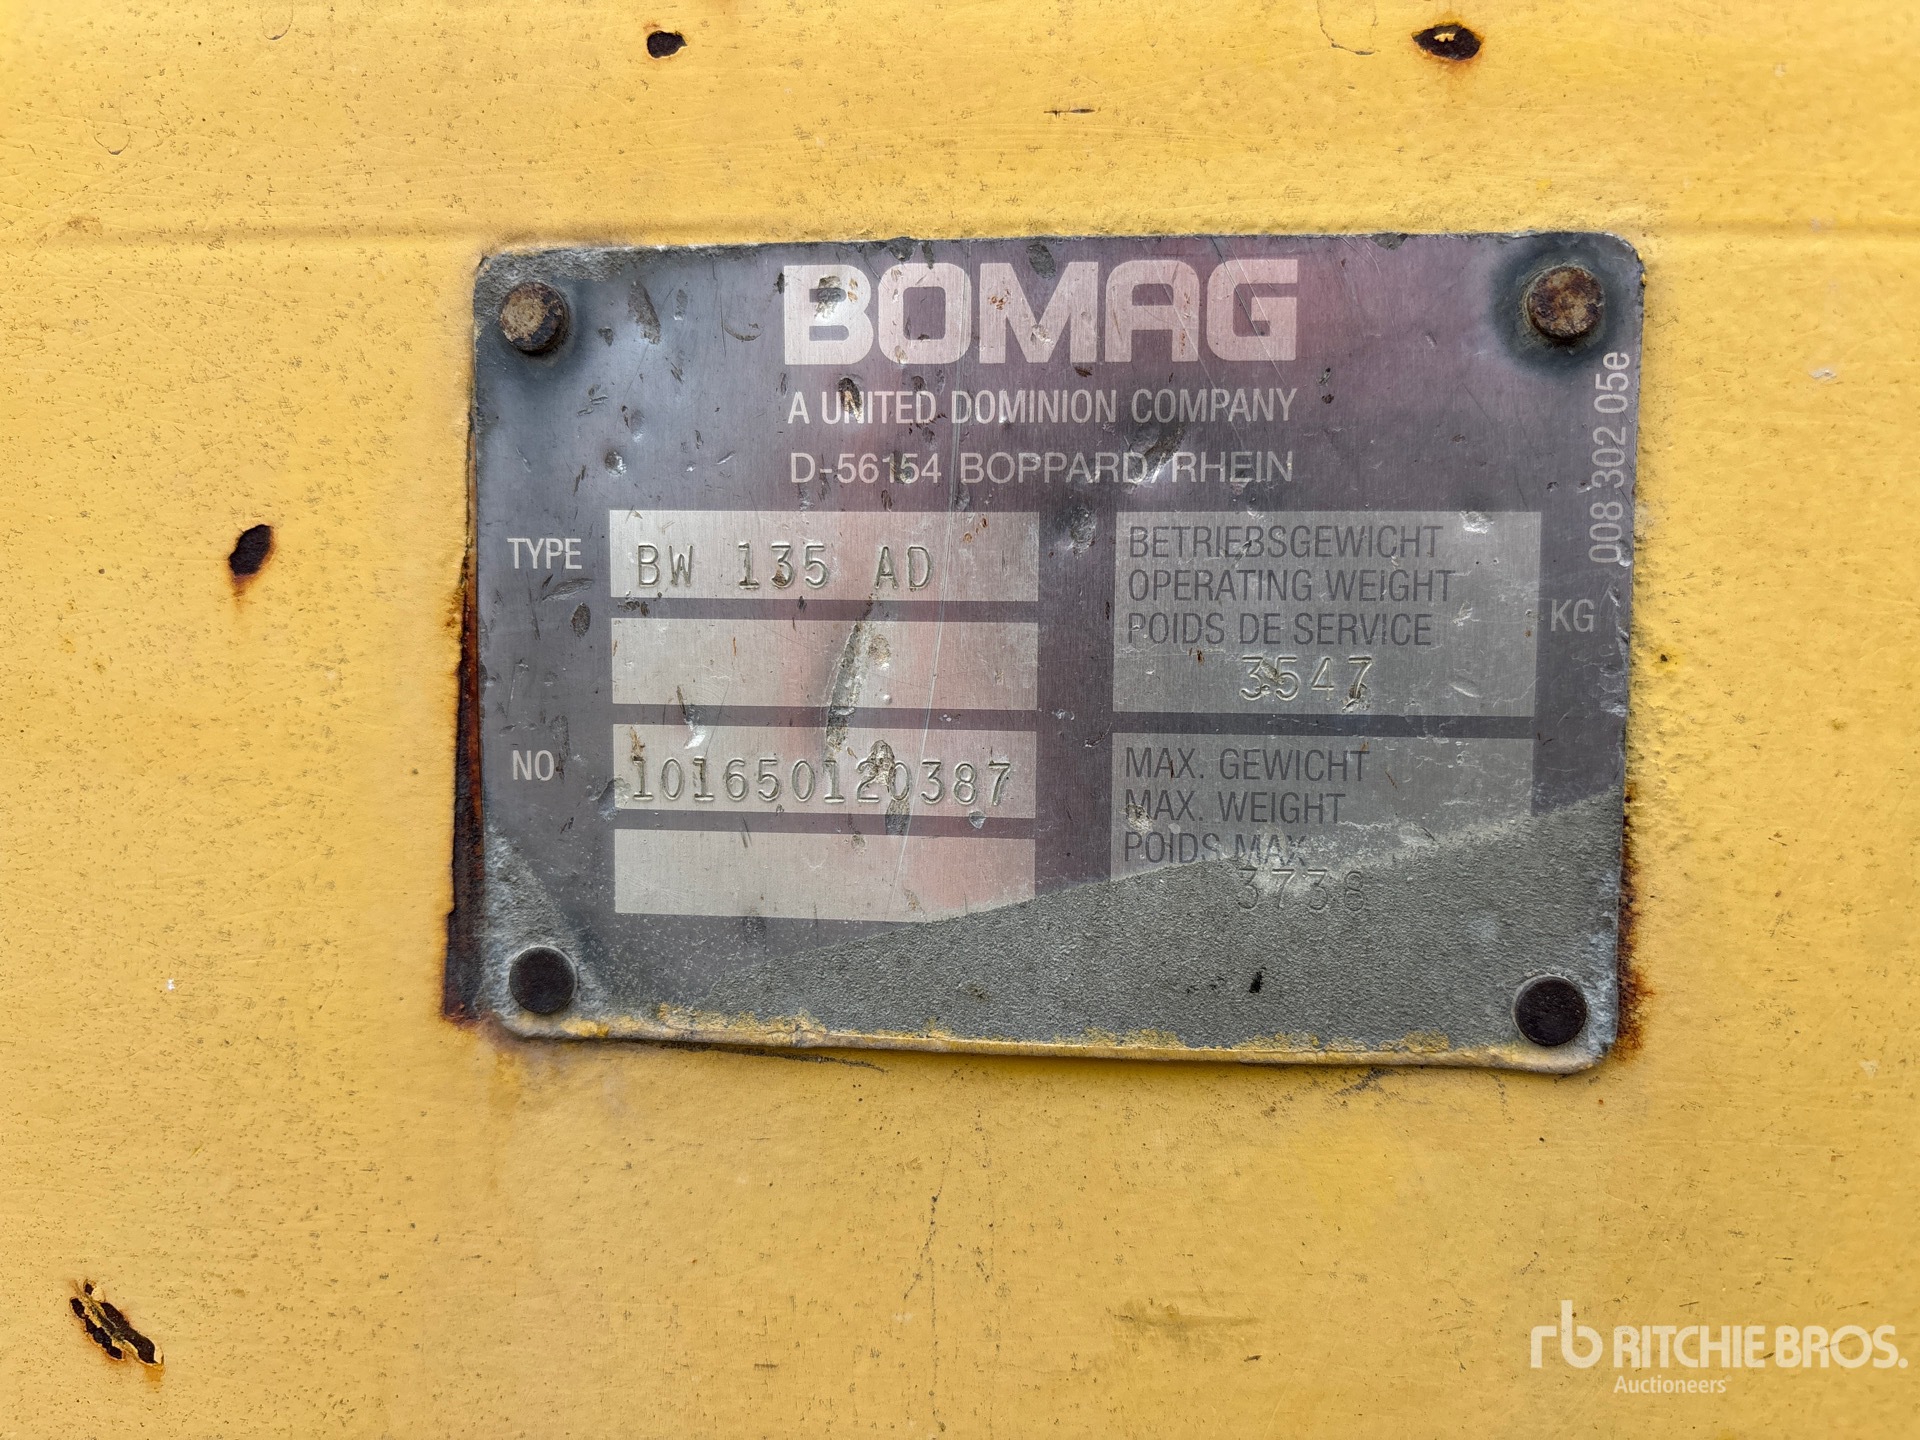 BOMAG
A UNITED DOMINION COMPANY
D-56154 BOPPARD/RHEIN
TYPE BW 135 AD
NO 101650120387
BETRIEBSGEWICHT
OPERATING WEIGHT
POIDS DE SERVICE
3547
KG
MAX. GEWICHT
MAX. WEIGHT
POIDS MAX.
3738
008 302 05e
rb RITCHIE BROS.
Auctioneers